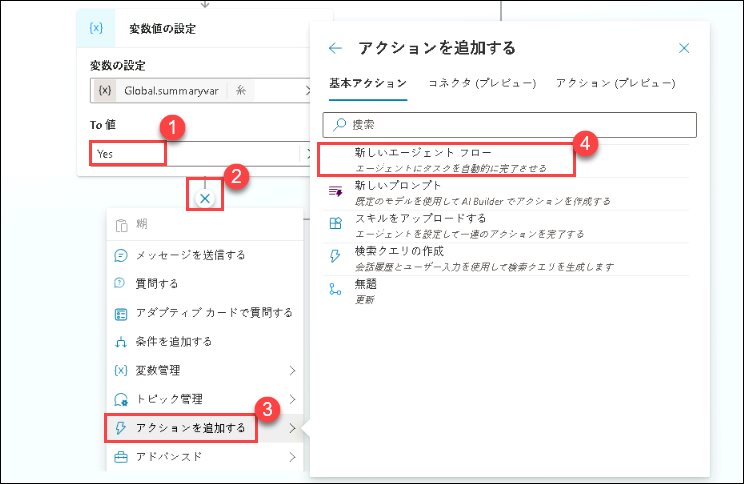 {x} 変数値の設定
変数の設定
{x} Global.summaryvar 条
To 値
1
Yes
2
糊
メッセージを送信する
質問する
アダプティブ カードで質問する
条件を追加する
変数管理
トピック管理
3
アクションを追加する
アドバンスド
アクションを追加する
基本アクション コネクタ (プレビュー) アクション (プレビュー)
検索
4
新しいエージェント フロー
エージェントにタスクを自動的に完了させる
新しいプロンプト
既定のモデルを使用して AI Builder でアクションを作成する
スキルをアップロードする
エージェントを設定して一連のアクションを完了する
検索クエリの作成
会話履歴とユーザー入力を使用して検索クエリを生成します
無題
更新